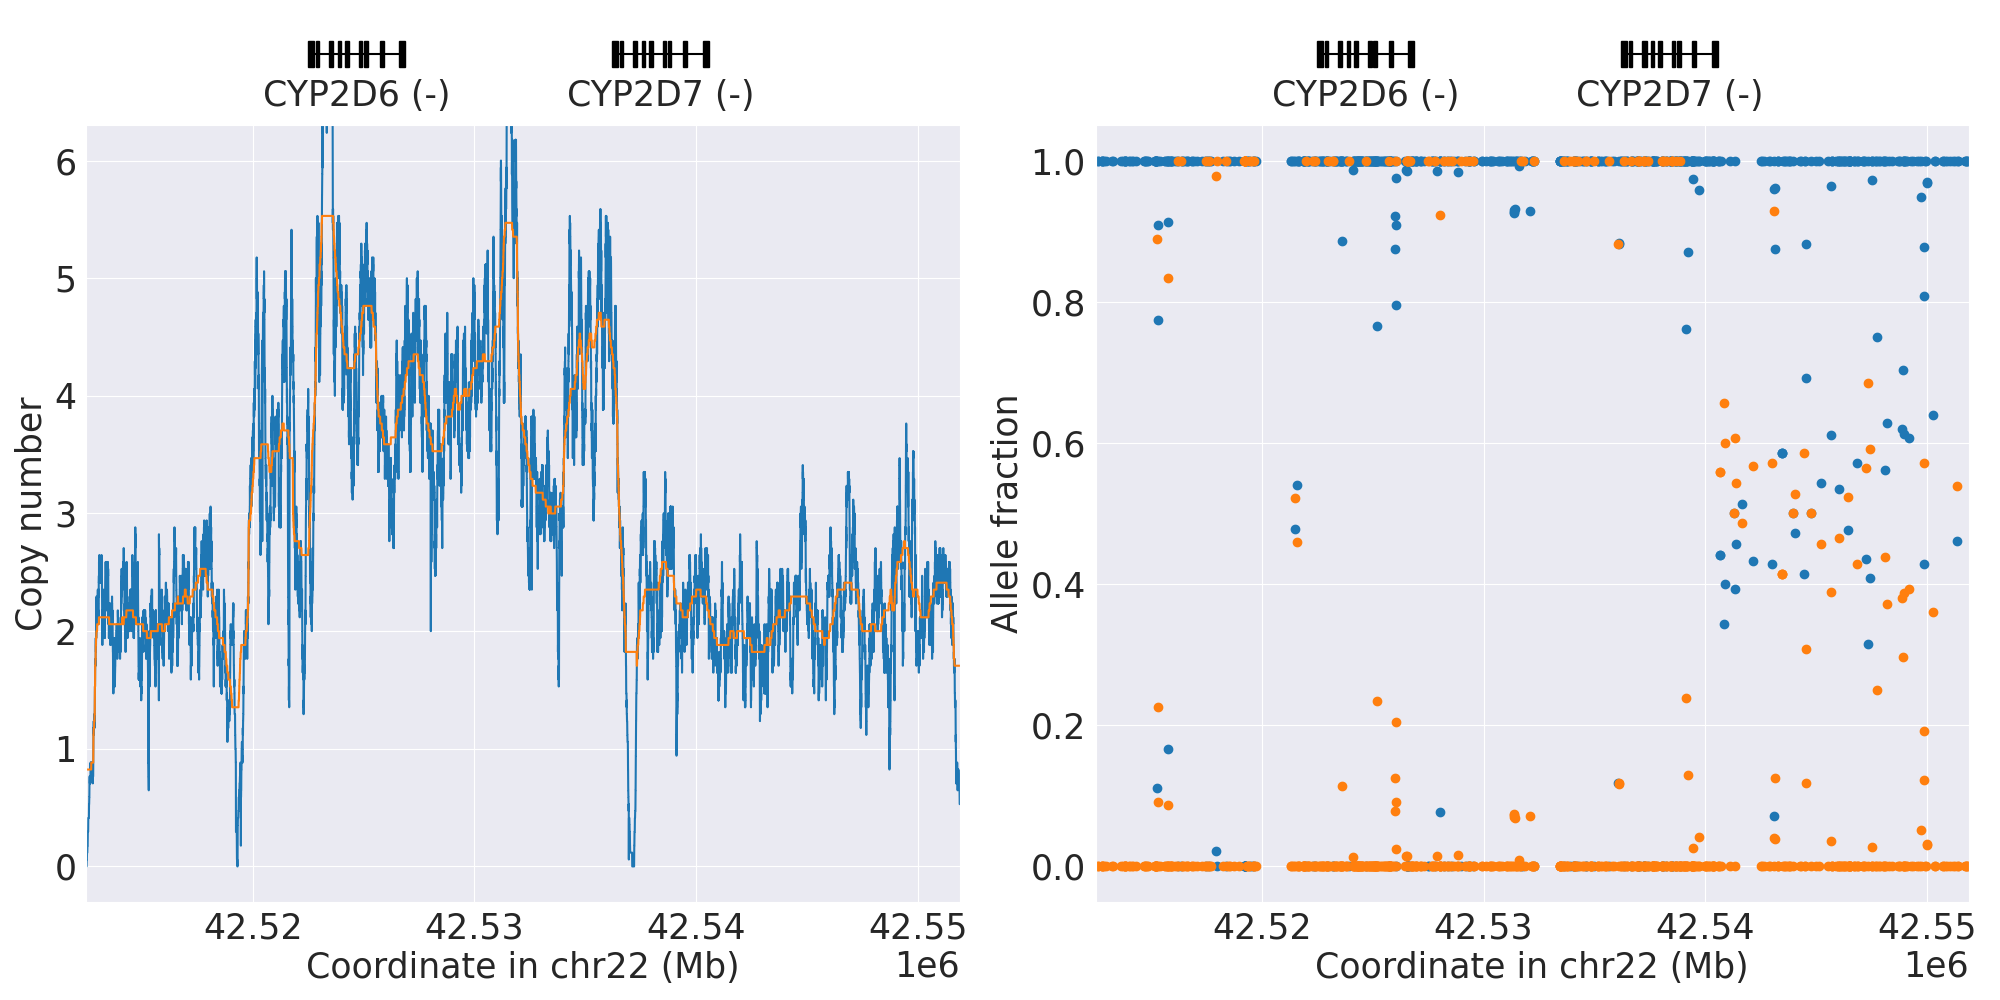 CYP2D6 (-) CYP2D7 (-)
6
5
4
3
2
1
0
Copy number
42.52 42.53 42.54 42.55
Coordinate in chr22 (Mb) 1e6
CYP2D6 (-) CYP2D7 (-)
1.0
0.8
0.6
0.4
0.2
0.0
Allele fraction
42.52 42.53 42.54 42.55
Coordinate in chr22 (Mb) 1e6